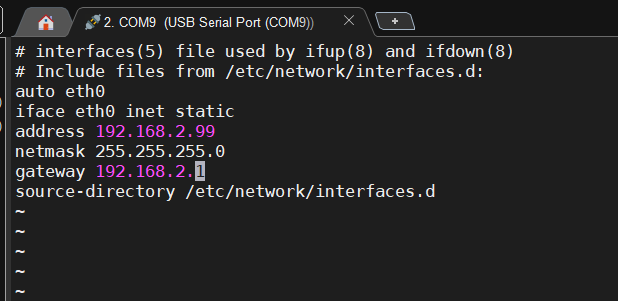 2. COM9 (USB Serial Port (COM9))
# interfaces(5) file used by ifup(8) and ifdown(8)
# Include files from /etc/network/interfaces.d:
auto eth0
iface eth0 inet static
address 192.168.2.99
netmask 255.255.255.0
gateway 192.168.2.1
source-directory /etc/network/interfaces.d
~
~
~
~
~